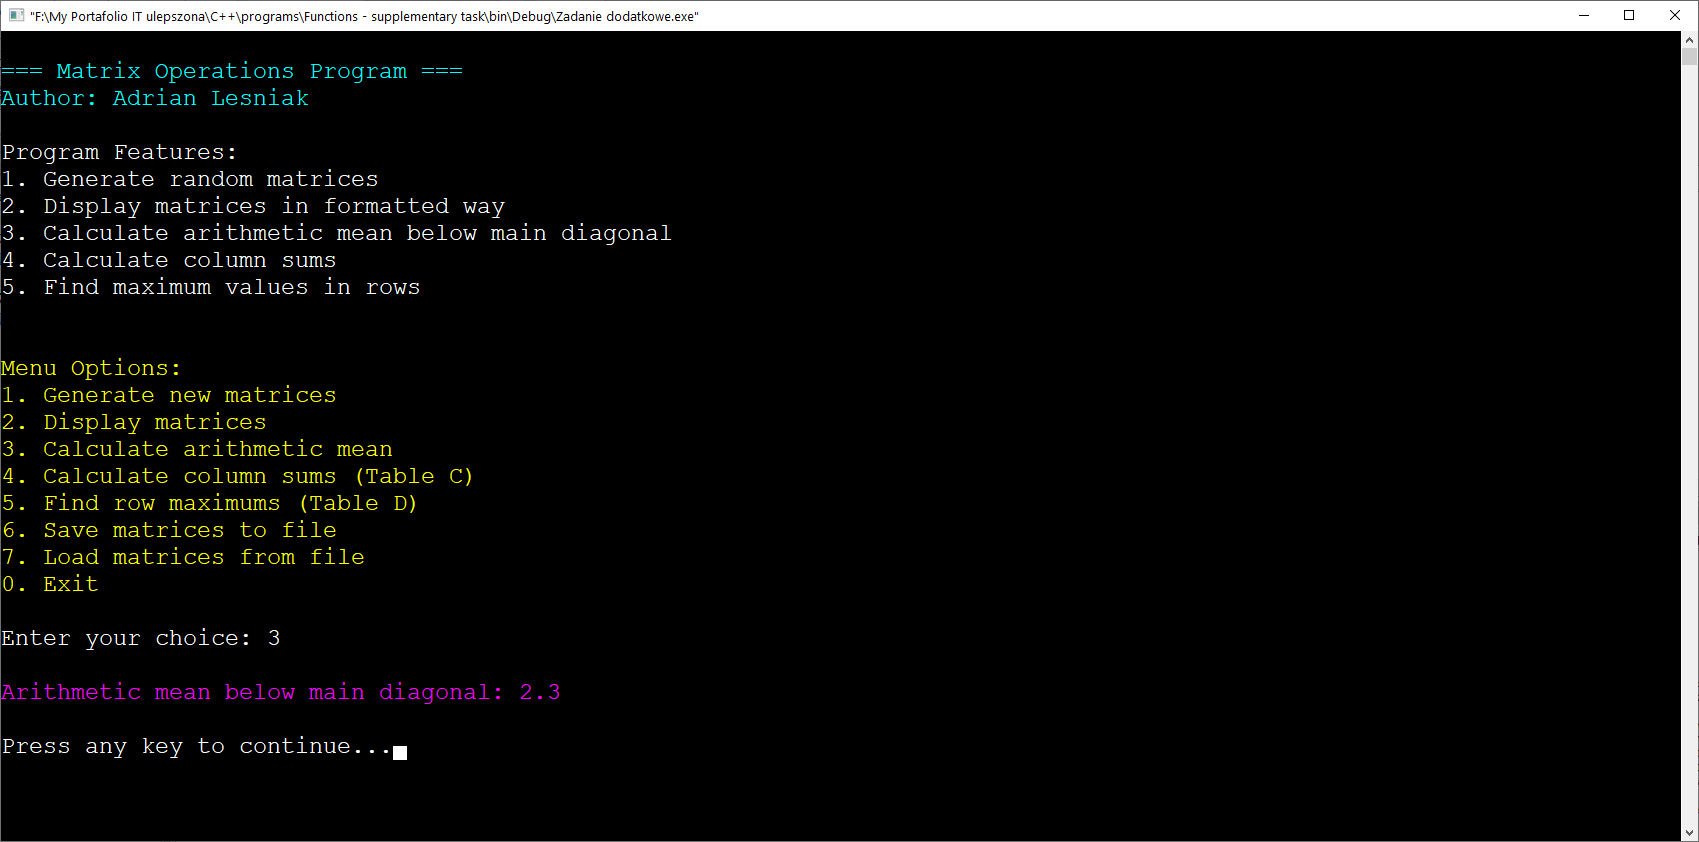 "F:\My Portafolio IT ulepszona\C++\programs\Functions - supplementary task\bin\Debug\Zadanie dodatkowe.exe"
=== Matrix Operations Program ===
Author: Adrian Lesniak
Program Features:
1. Generate random matrices
2. Display matrices in formatted way
3. Calculate arithmetic mean below main diagonal
4. Calculate column sums
5. Find maximum values in rows
Menu Options:
1. Generate new matrices
2. Display matrices
3. Calculate arithmetic mean
4. Calculate column sums (Table C)
5. Find row maximums (Table D)
6. Save matrices to file
7. Load matrices from file
0. Exit
Enter your choice: 3
Arithmetic mean below main diagonal: 2.3
Press any key to continue...